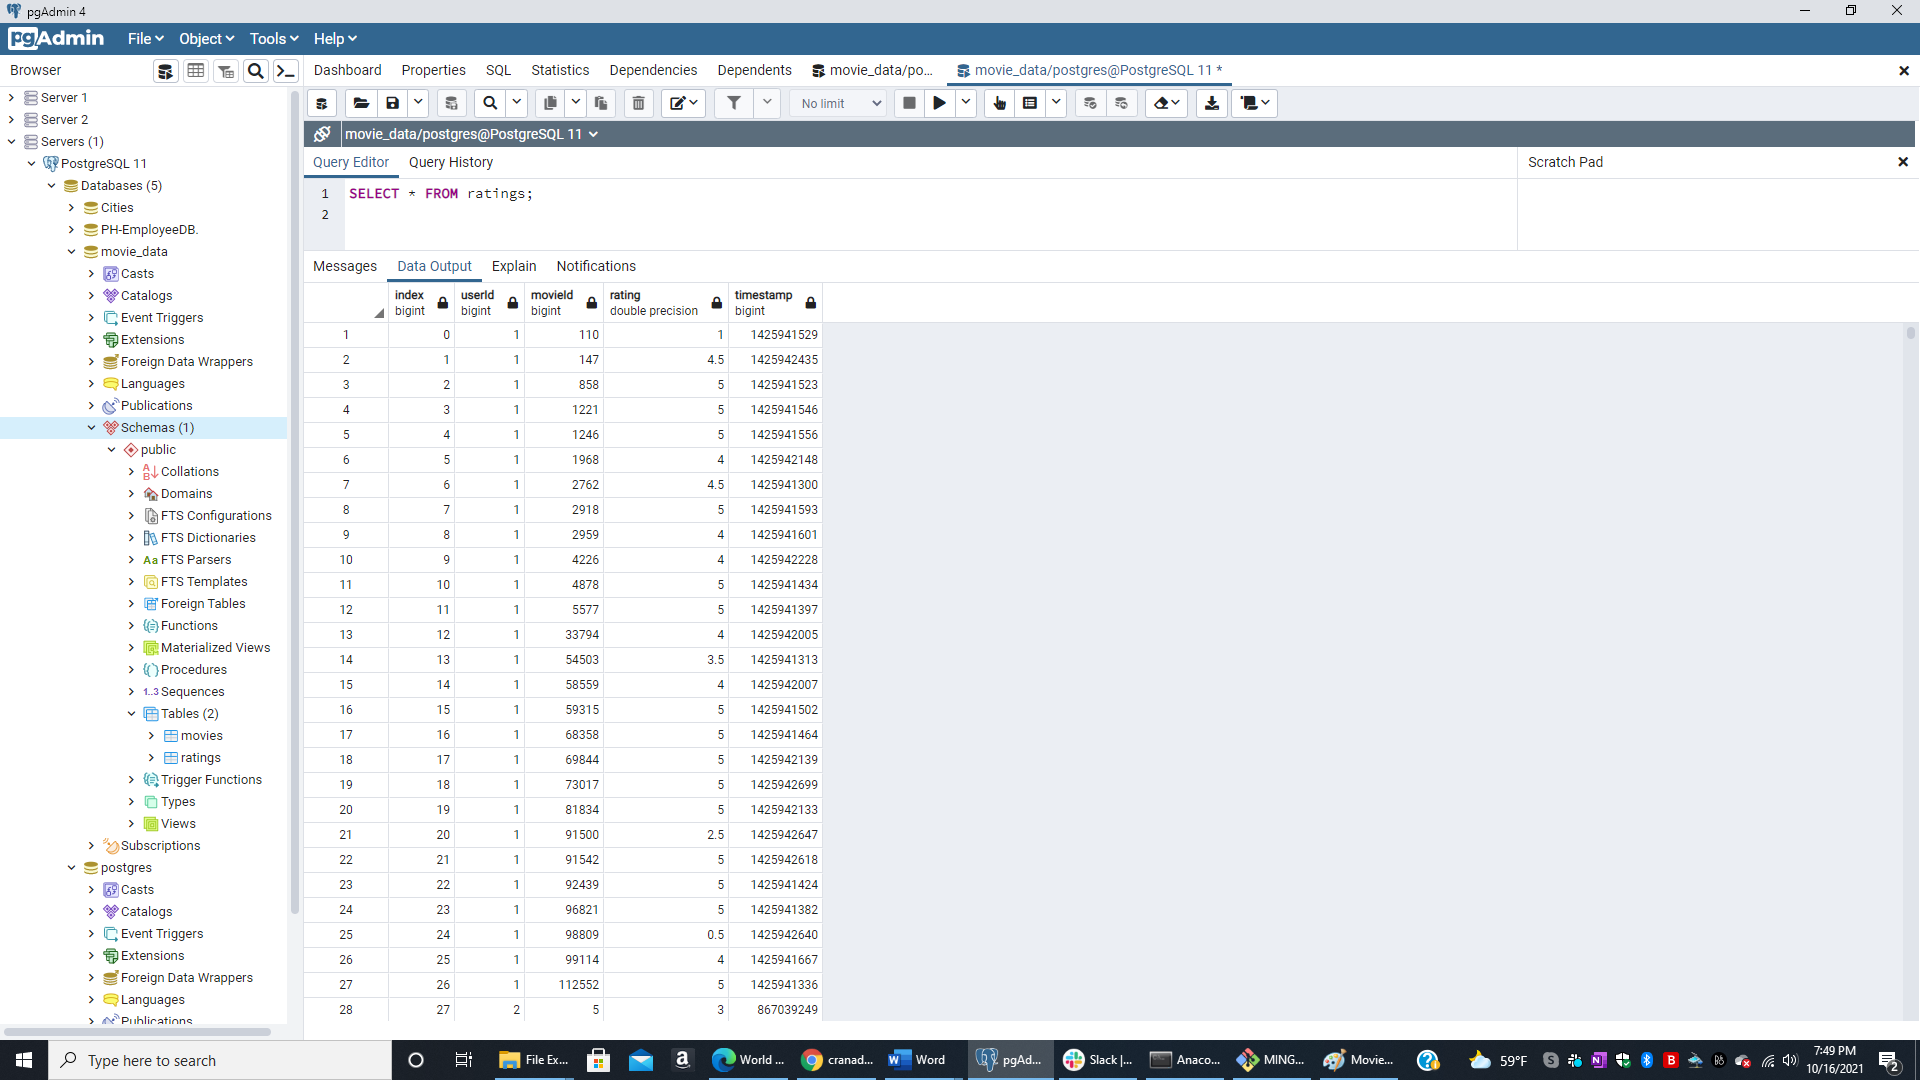 pgAdmin 4
pgAdmin File Object Tools Help
Browser
Dashboard Properties SQL Statistics Dependencies Dependents movie_data/po... movie_data/postgres@PostgreSQL 11 *
No limit
movie_data/postgres@PostgreSQL 11
Query Editor Query History
Scratch Pad
1 SELECT * FROM ratings;
2
Server 1
Server 2
Servers (1)
PostgreSQL 11
Databases (5)
Cities
PH-EmployeeDB.
movie_data
Casts
Catalogs
Event Triggers
Extensions
Foreign Data Wrappers
Languages
Publications
Schemas (1)
public
Collations
Domains
FTS Configurations
FTS Dictionaries
Aa FTS Parsers
FTS Templates
Foreign Tables
Functions
Materialized Views
Procedures
1..3 Sequences
Tables (2)
movies
ratings
Trigger Functions
Types
Views
Subscriptions
postgres
Casts
Catalogs
Event Triggers
Extensions
Foreign Data Wrappers
Languages
Publications
Messages Data Output Explain Notifications
index userId movieId rating timestamp
bigint bigint bigint double precision bigint
1 0 1 110 1 1425941529
2 1 1 147 4.5 1425942435
3 2 1 858 5 1425941523
4 3 1 1221 5 1425941546
5 4 1 1246 5 1425941556
6 5 1 1968 4 1425942148
7 6 1 2762 4.5 1425941300
8 7 1 2918 5 1425941593
9 8 1 2959 4 1425941601
10 9 1 4226 4 1425942228
11 10 1 4878 5 1425941434
12 11 1 5577 5 1425941397
13 12 1 33794 4 1425942005
14 13 1 54503 3.5 1425941313
15 14 1 58559 4 1425942007
16 15 1 59315 5 1425941502
17 16 1 68358 5 1425941464
18 17 1 69844 5 1425942139
19 18 1 73017 5 1425942699
20 19 1 81834 5 1425942133
21 20 1 91500 2.5 1425942647
22 21 1 91542 5 1425942618
23 22 1 92439 5 1425941424
24 23 1 96821 5 1425941382
25 24 1 98809 0.5 1425942640
26 25 1 99114 4 1425941667
27 26 1 112552 5 1425941336
28 27 2 5 3 867039249
Type here to search
File Ex... World ... cranad... Word pgAd... Slack |... Anaco... MING... Movie... 59°F
7:49 PM
10/16/2021
2